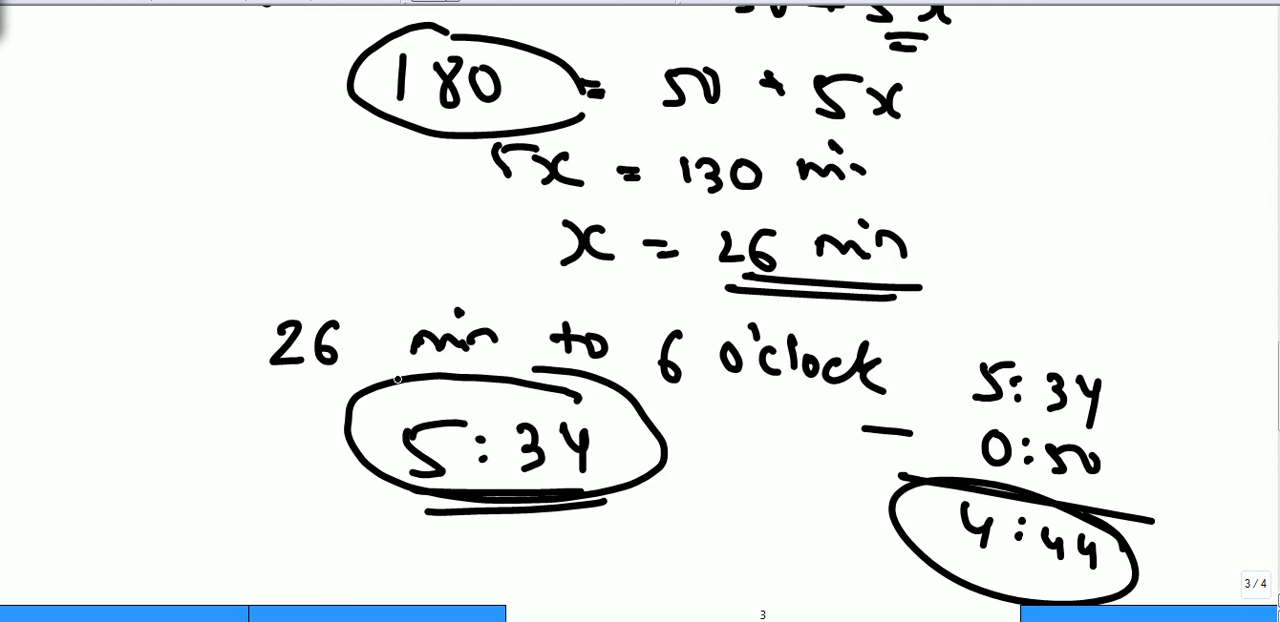 180 = 50 + 5x
5x = 130 min
x = 26 min
26 min to 6 o'clock
5:34
5:34
— 0:50
4:44
3 / 4
3